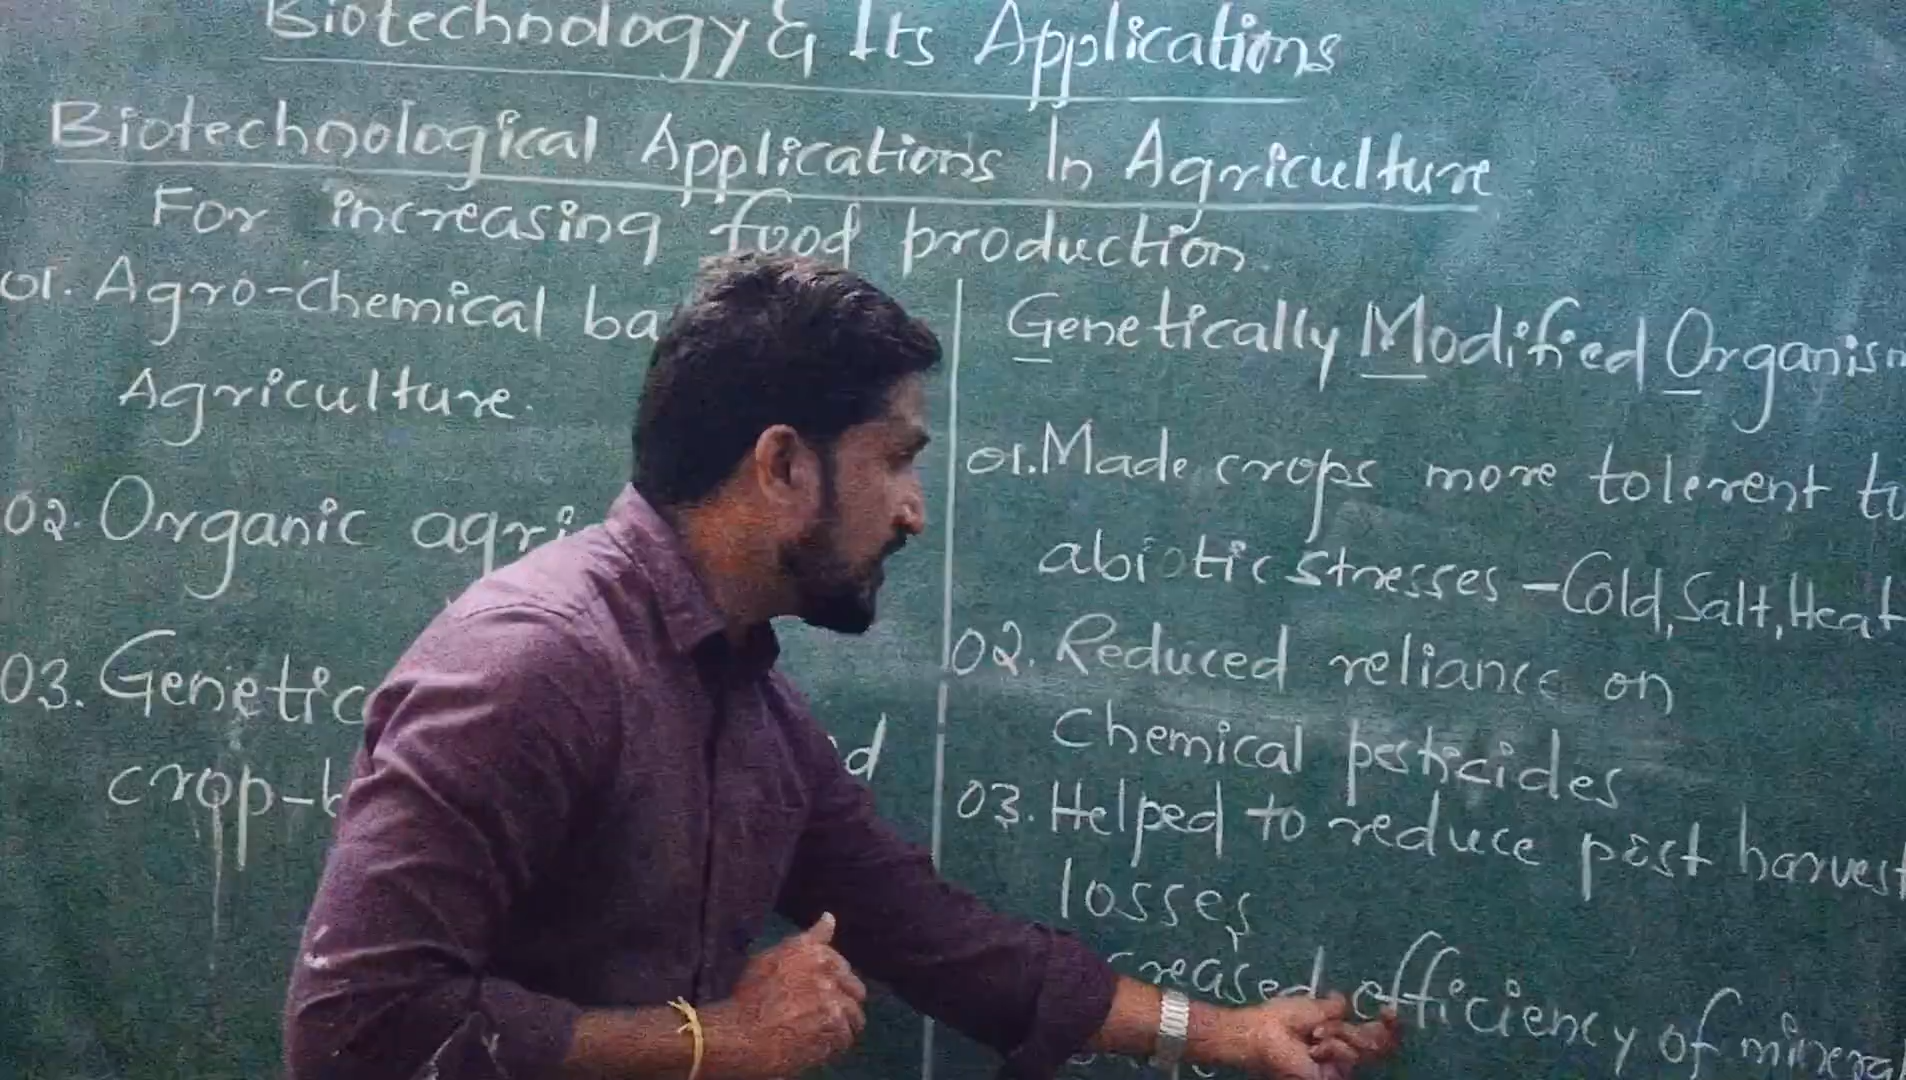 Biotechnology & Its Applications
Biotechnological Applications In Agriculture
For increasing food production.
01. Agro-Chemical ba
Agriculture.
02. Organic agri
03. Genetic
crop-b d
Genetically Modified Organism
01. Made crops more tolerent to
abiotic stresses - Cold, Salt, Heat
02. Reduced reliance on
Chemical pesticides
03. Helped to reduce post harvest
losses
creased efficiency of mineral